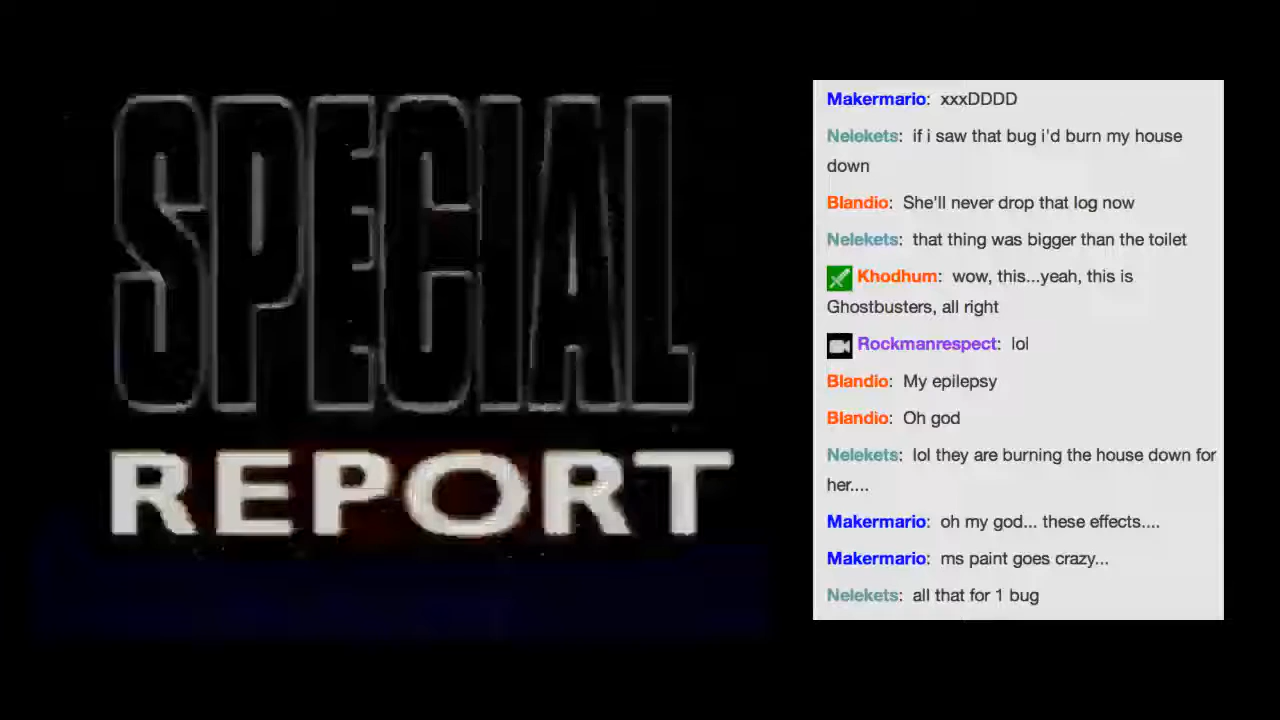 SPECIAL
REPORT
Makermario: xxxDDDD
Nelekets: if i saw that bug i'd burn my house
down
Blandio: She'll never drop that log now
Nelekets: that thing was bigger than the toilet
Khodhum: wow, this...yeah, this is
Ghostbusters, all right
Rockmanrespect: lol
Blandio: My epilepsy
Blandio: Oh god
Nelekets: lol they are burning the house down for
her....
Makermario: oh my god... these effects....
Makermario: ms paint goes crazy...
Nelekets: all that for 1 bug